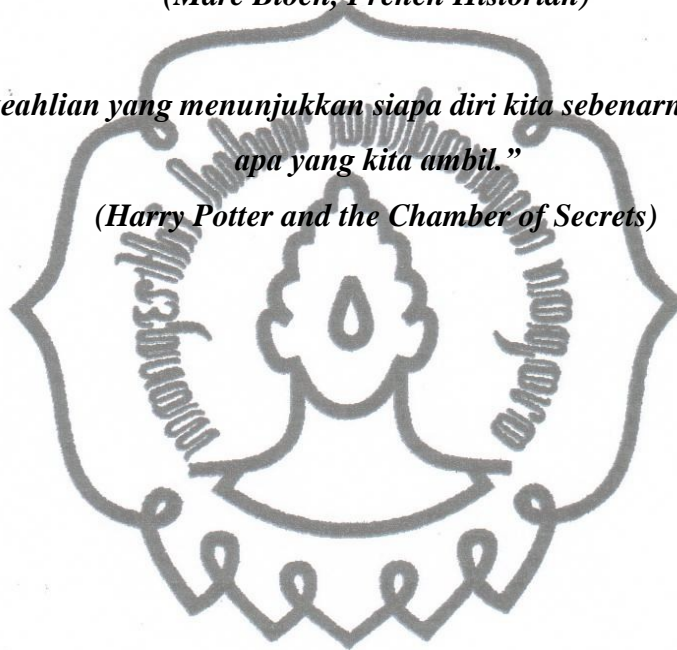 (Marc Bloch, French Historian)
eahlian yang menunjukkan siapa diri kita sebenarn
apa yang kita ambil.”
(Harry Potter and the Chamber of Secrets)